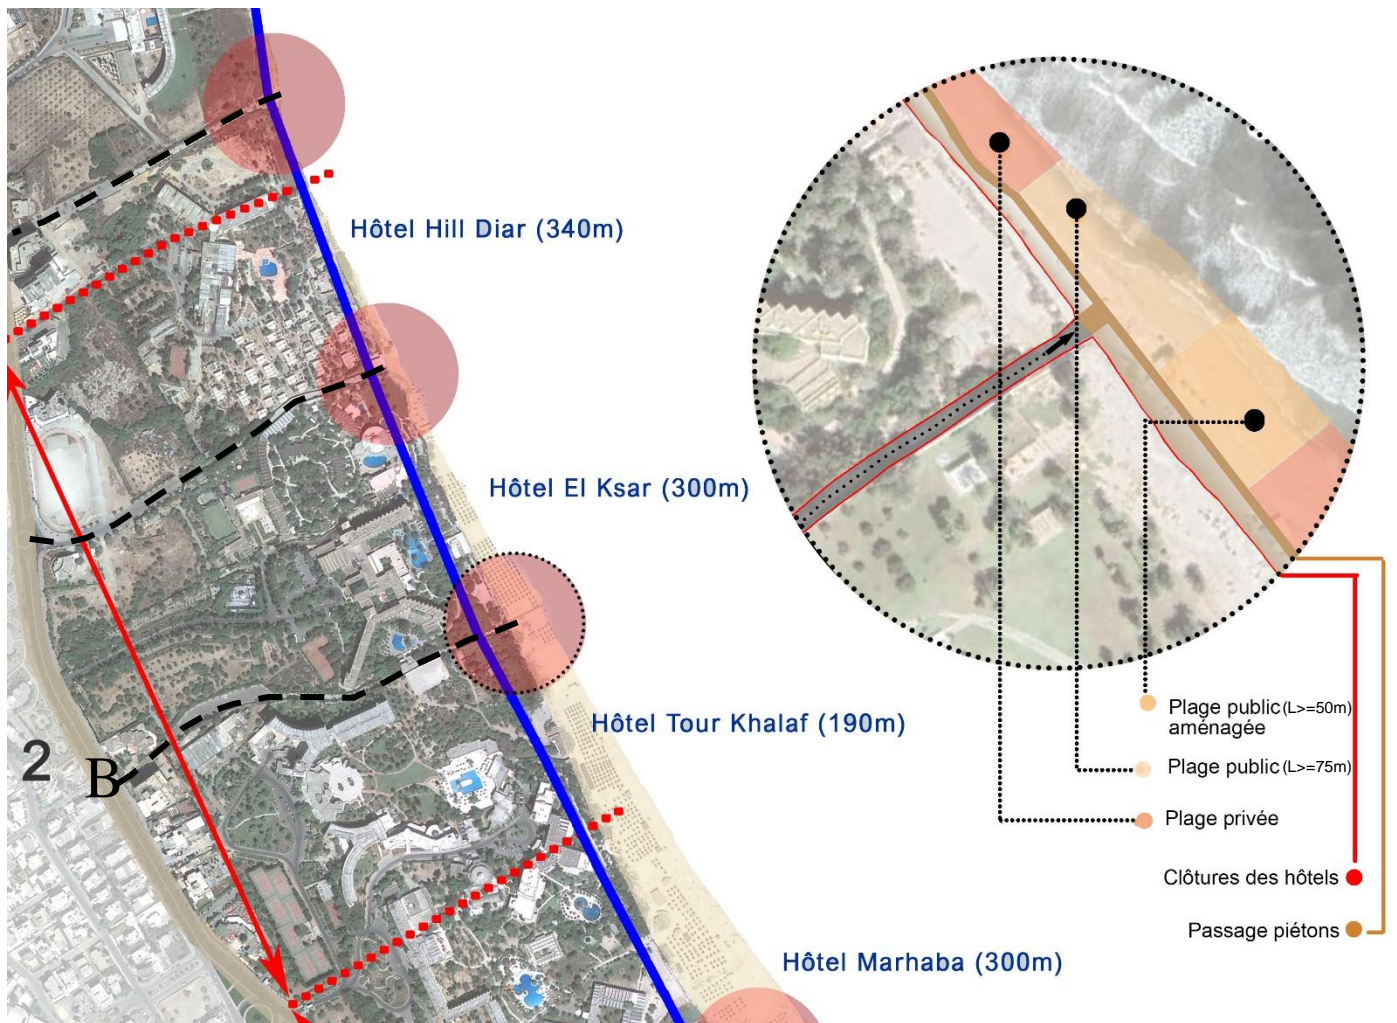 Hôtel Hill Diar (340m)
Hôtel El Ksar (300m)
Hôtel Tour Khalaf (190m)
Hôtel Marhaba (300m)
2
B
Plage public (L>=50m)
aménagée
Plage public (L>=75m)
Plage privée
Clôtures des hôtels
Passage piétons